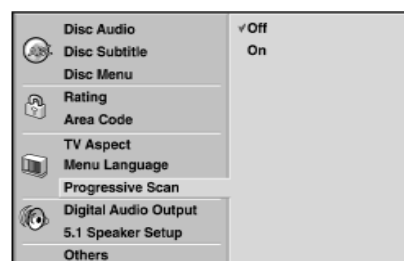 Disc Audio
Disc Subtitle
Disc Menu
Rating
Area Code
TV Aspect
Menu Language
Progressive Scan
Digital Audio Output
5.1 Speaker Setup
Others
Off
On